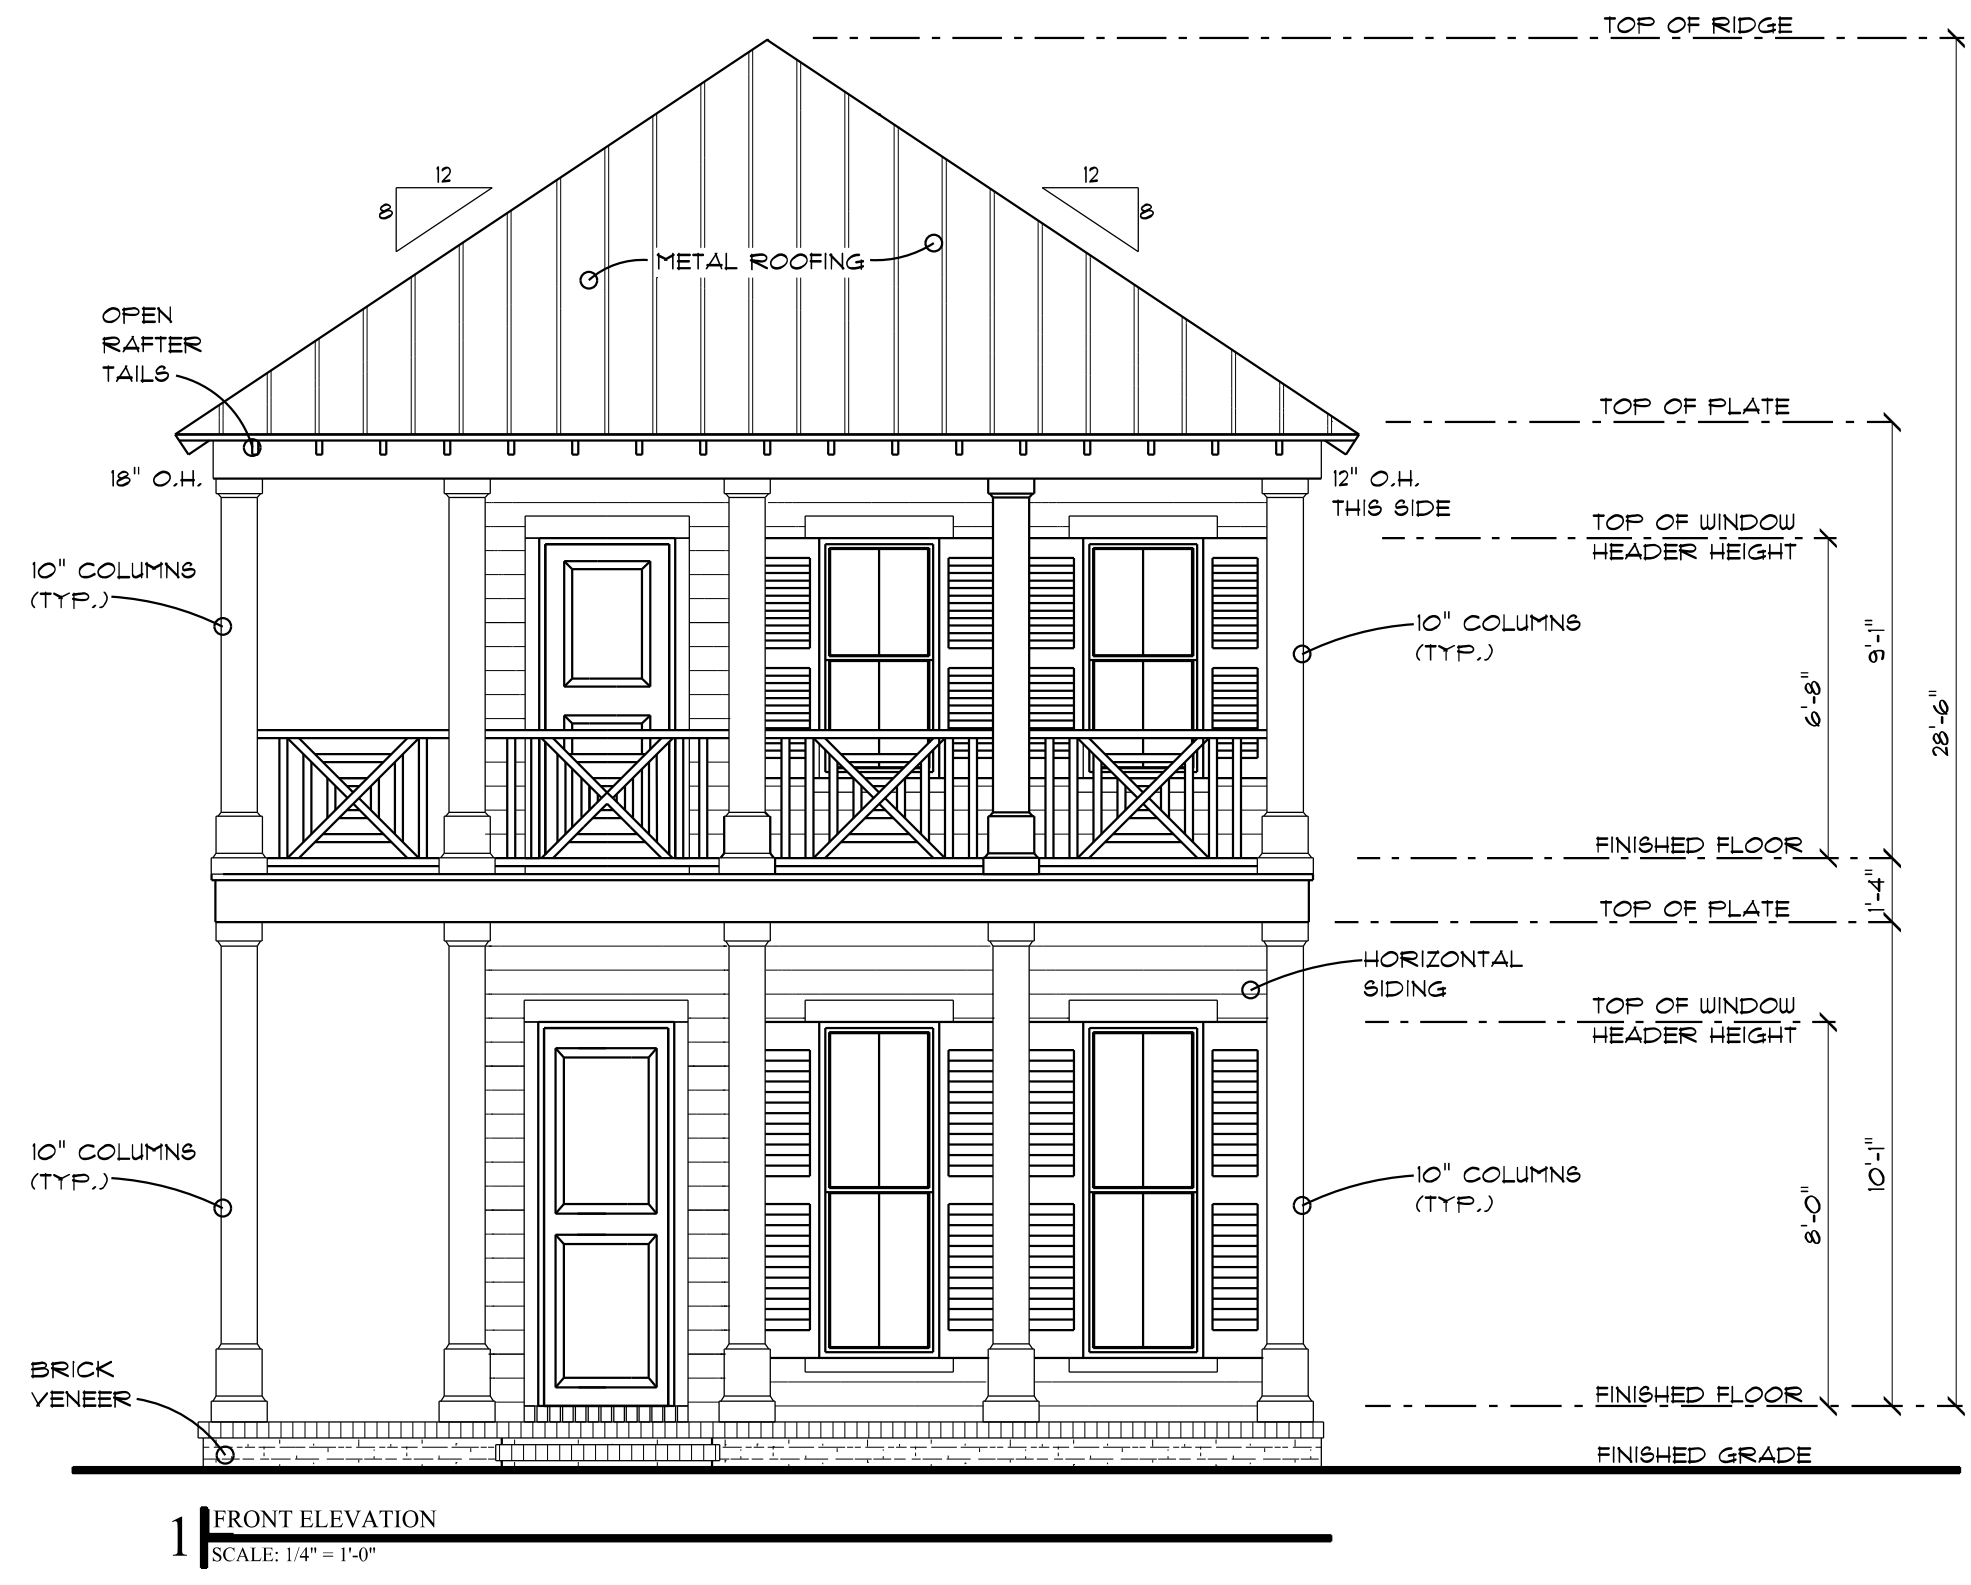 TOP OF RIDGE
12
8
12
8
METAL ROOFING
OPEN
RAFTER
TAILS
TOP OF PLATE
18" O.H.
12" O.H.
THIS SIDE
TOP OF WINDOW
HEADER HEIGHT
10" COLUMNS
(TYP.)
10" COLUMNS
(TYP.)
9'-1"
6'-8"
28'-6"
FINISHED FLOOR
1'-4"
TOP OF PLATE
HORIZONTAL
SIDING
TOP OF WINDOW
HEADER HEIGHT
10" COLUMNS
(TYP.)
10" COLUMNS
(TYP.)
10'-1"
8'-0"
BRICK
VENEER
FINISHED FLOOR
FINISHED GRADE
1
FRONT ELEVATION
SCALE: 1/4" = 1'-0"